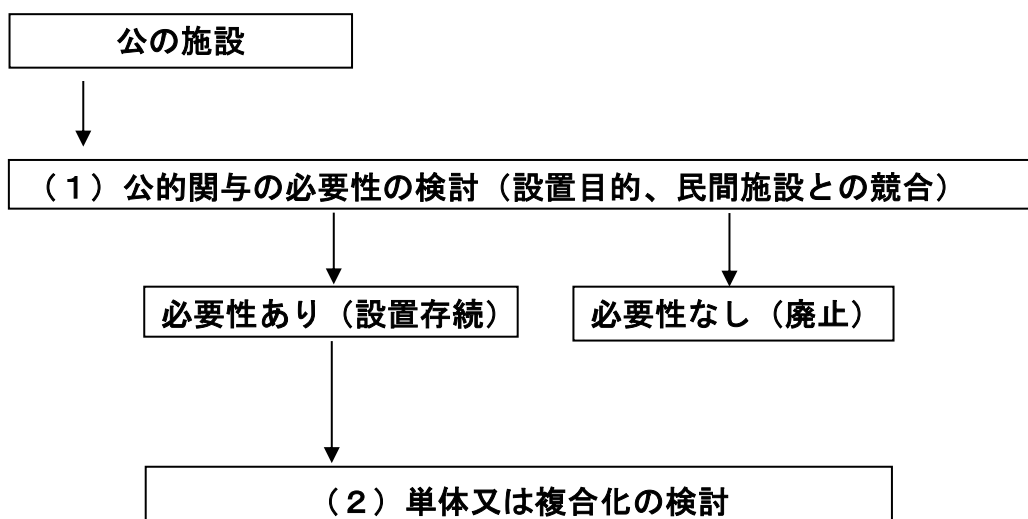 公の施設
（１）公的関与の必要性の検討（設置目的、民間施設との競合）
必要性あり（設置存続）
必要性なし（廃止）
（２）単体又は複合化の検討